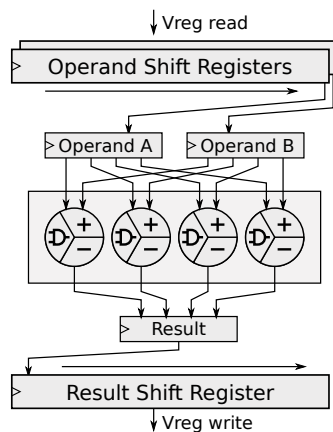 Vreg read
Operand Shift Registers
Operand A
Operand B
+
−
+
−
+
−
+
−
Result
Result Shift Register
Vreg write